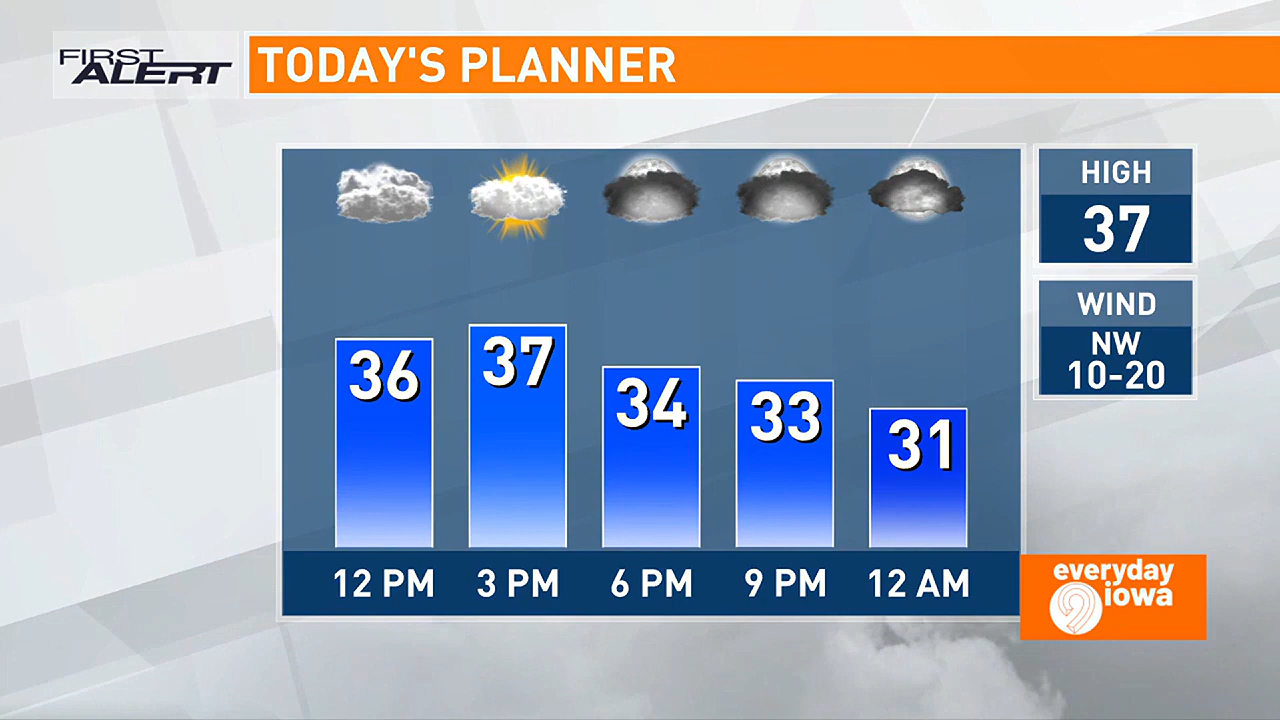 FIRST
ALERT
TODAY'S PLANNER
36
37
34
33
31
12 PM
3 PM
6 PM
9 PM
12 AM
HIGH
37
WIND
NW
10-20
everyday
9 iowa